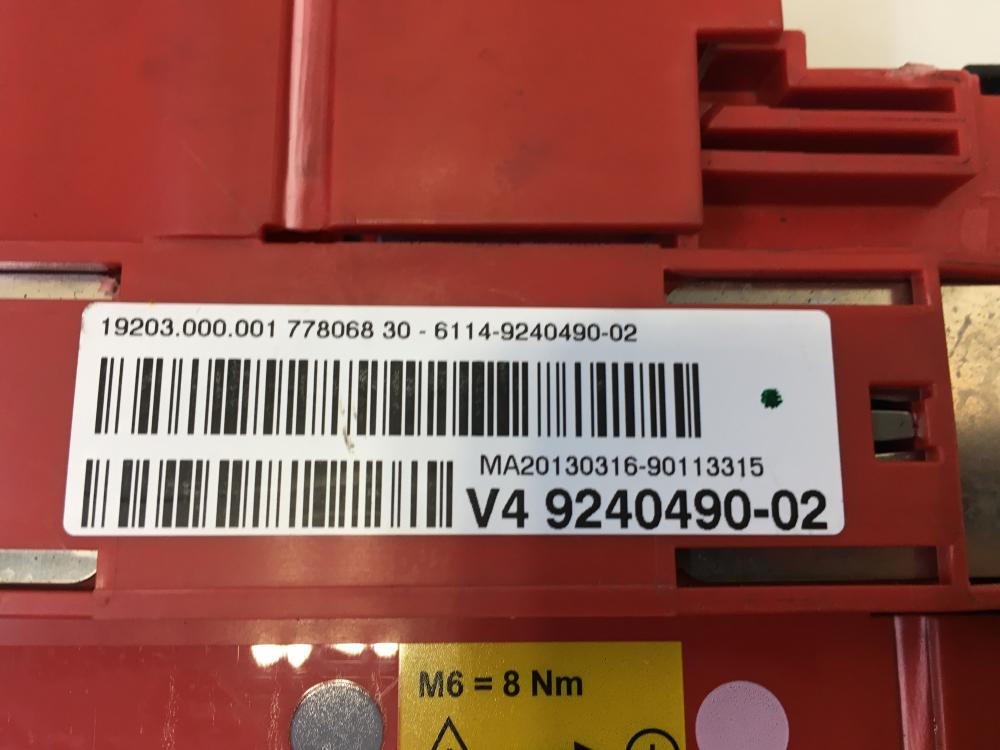 19203.000.001 778068 30 - 6114-9240490-02
MA20130316-90113315
V4 9240490-02
M6 = 8 Nm